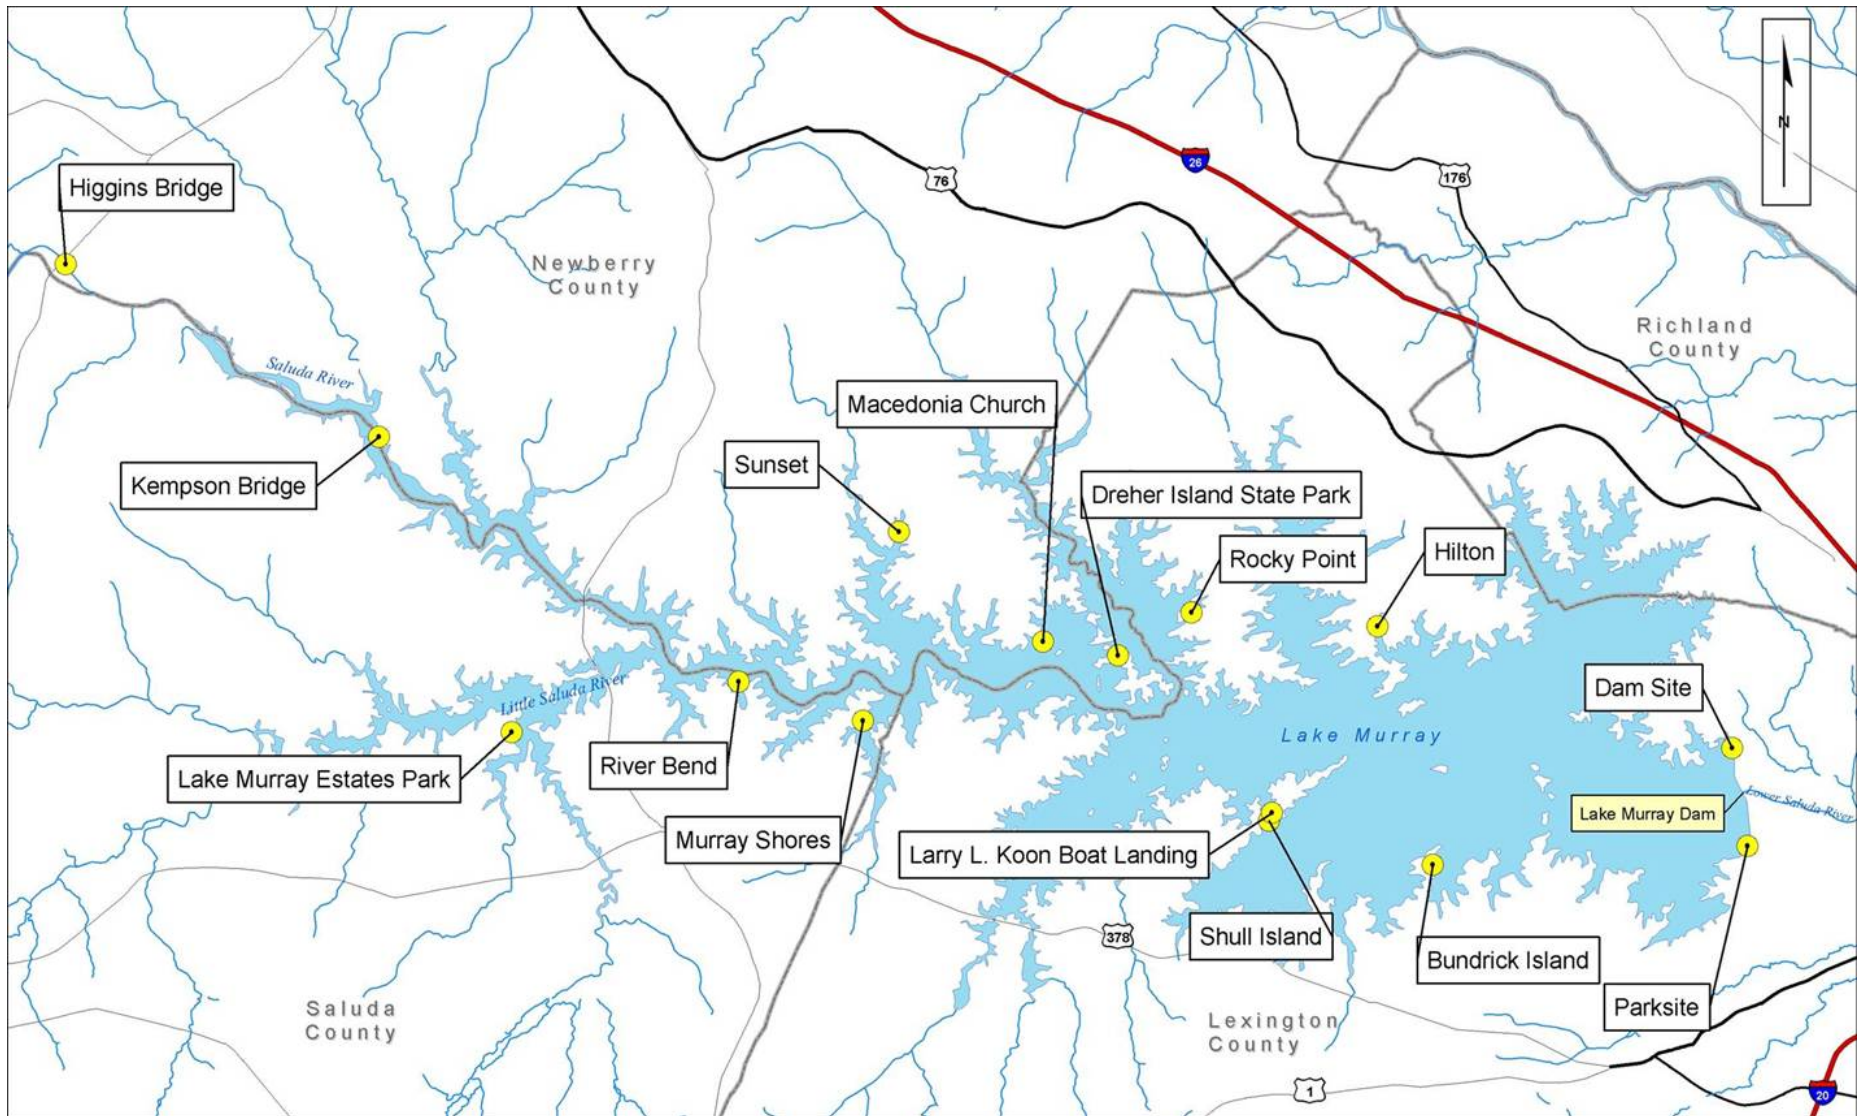 N
26
176
76
Higgins Bridge
Newberry
County
Richland
County
Saluda River
Macedonia Church
Sunset
Kempson Bridge
Dreher Island State Park
Rocky Point
Hilton
Dam Site
Little Saluda River
Lake Murray
River Bend
Lake Murray Estates Park
Lower Saluda River
Lake Murray Dam
Murray Shores
Larry L. Koon Boat Landing
378
Shull Island
Bundrick Island
Parksite
Saluda
County
Lexington
County
1
20